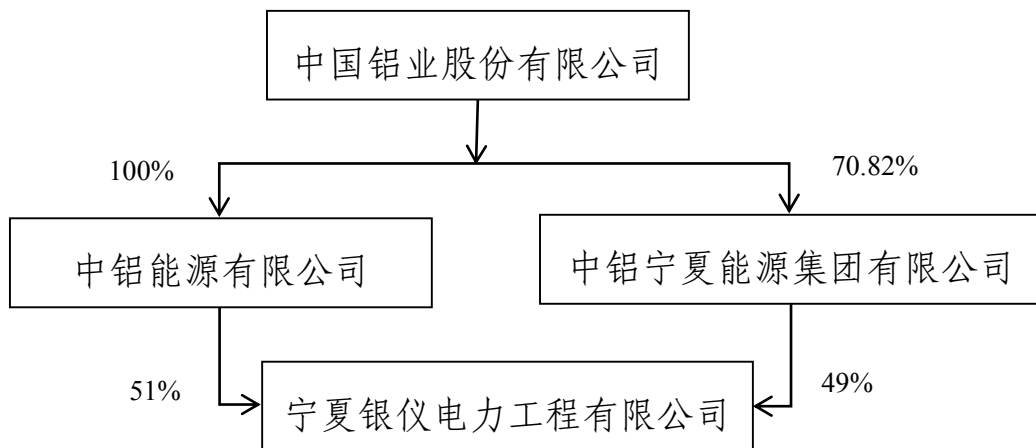 中国铝业股份有限公司
100%
70.82%
中铝能源有限公司
中铝宁夏能源集团有限公司
51%
49%
宁夏银仪电力工程有限公司